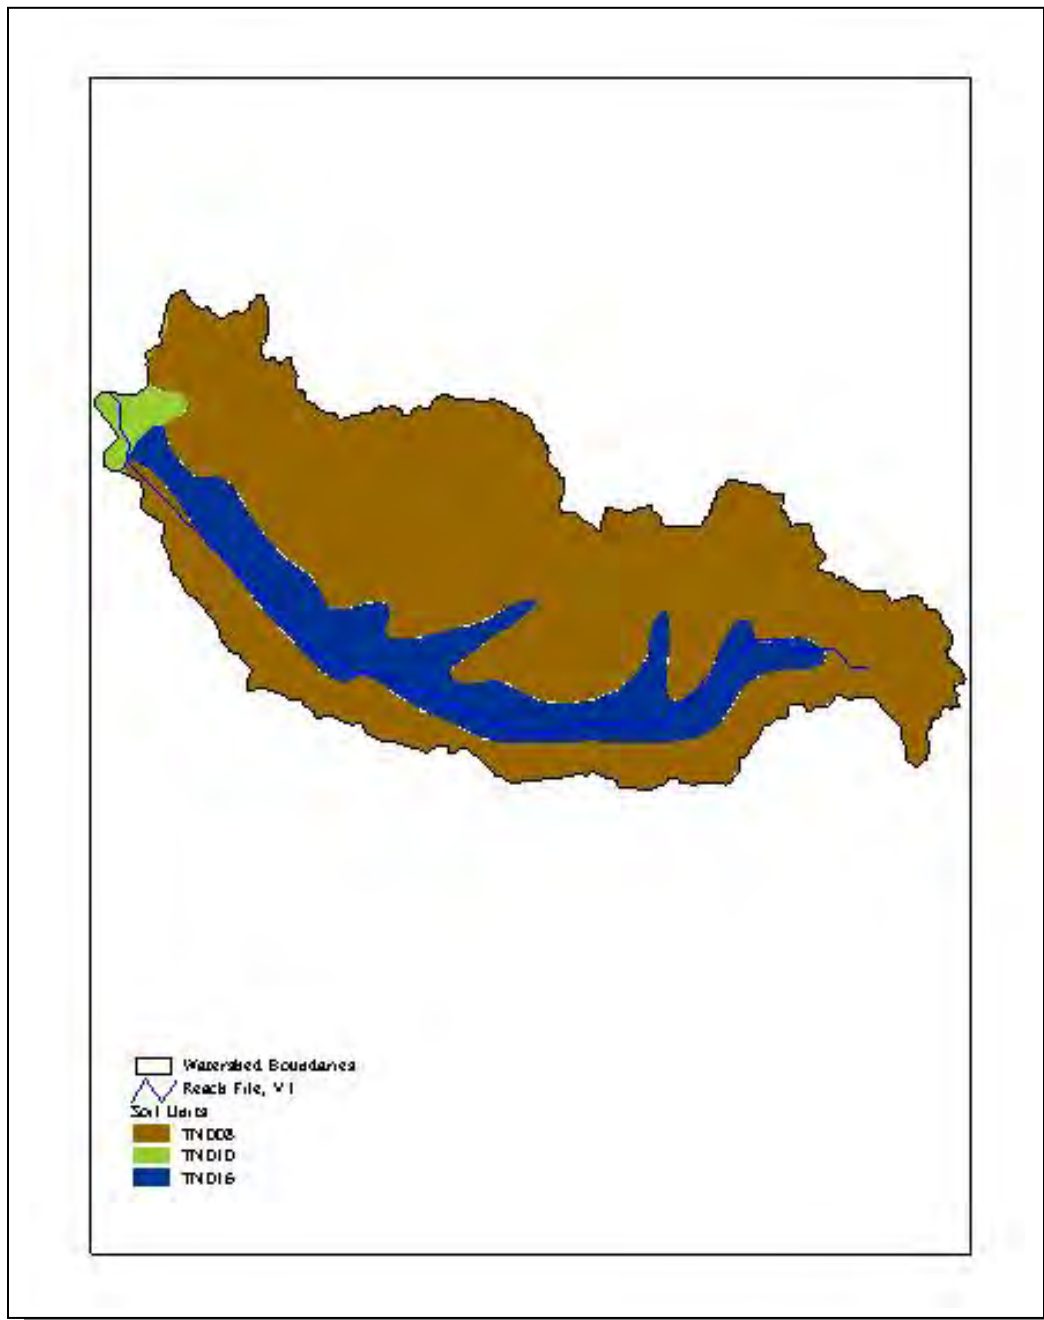 Watershed Boundaries
Reach File, V1
Soil Units
TN008
TN010
TN016